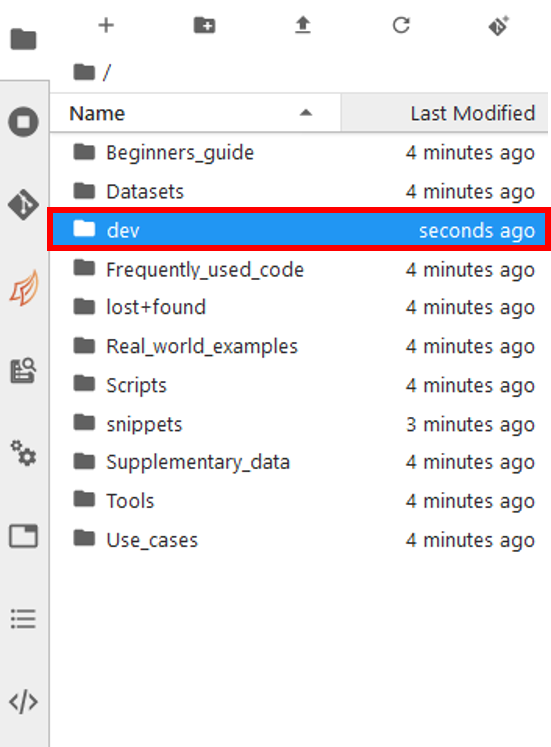 /
Name Last Modified
Beginners_guide 4 minutes ago
Datasets 4 minutes ago
dev seconds ago
Frequently_used_code 4 minutes ago
lost+found 4 minutes ago
Real_world_examples 4 minutes ago
Scripts 4 minutes ago
snippets 3 minutes ago
Supplementary_data 4 minutes ago
Tools 4 minutes ago
Use_cases 4 minutes ago